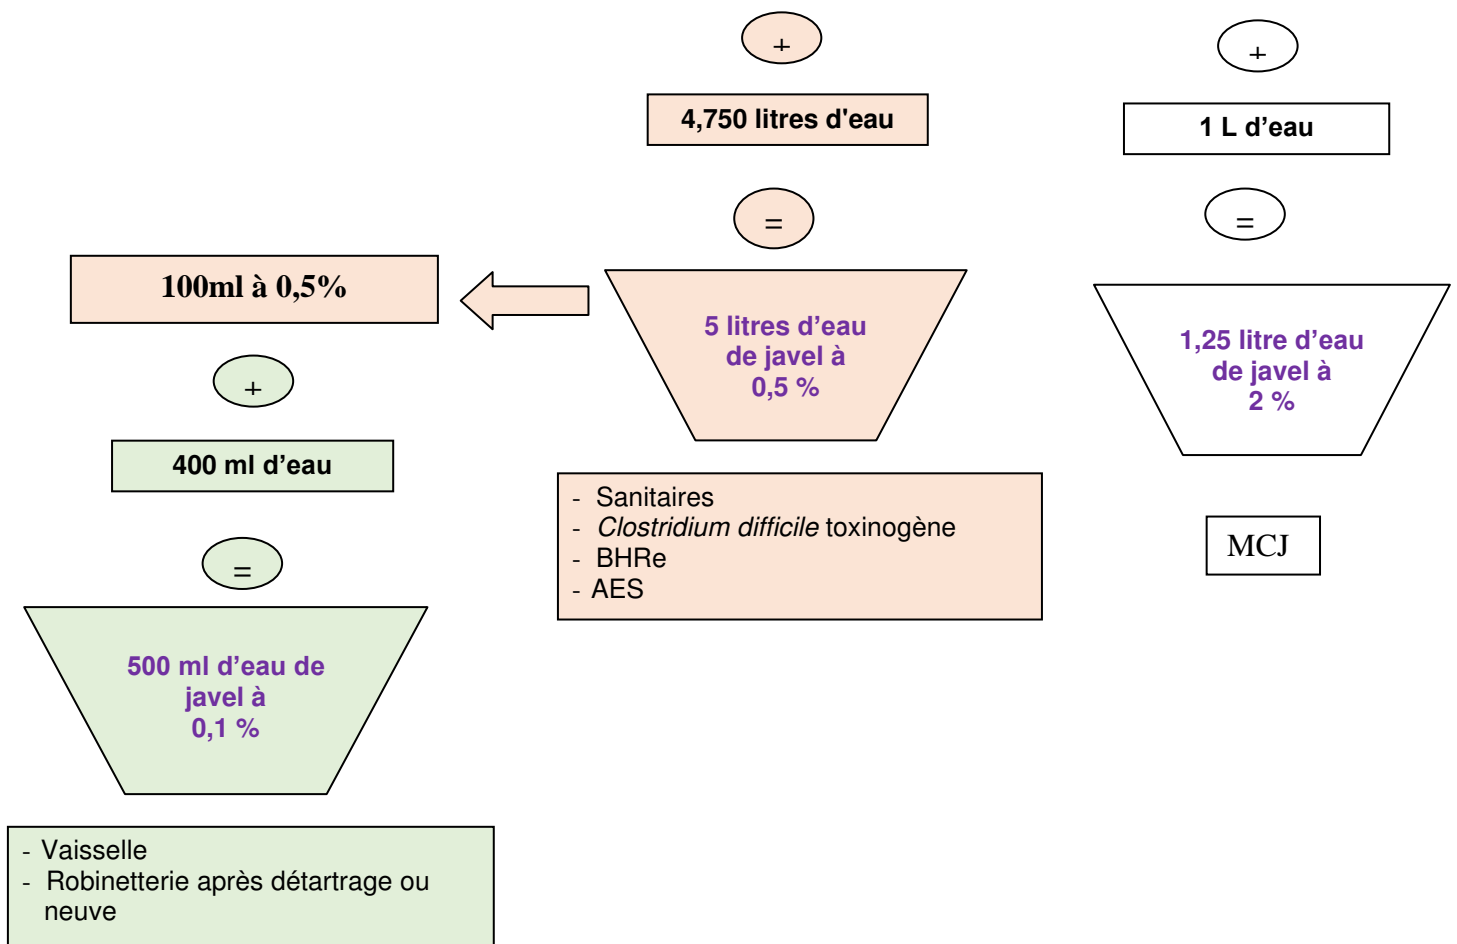 +
4,750 litres d'eau
=
5 litres d’eau
de javel à
0,5 %
- Sanitaires
- Clostridium difficile toxinogène
- BHRe
- AES
100ml à 0,5%
+
400 ml d’eau
=
500 ml d’eau de
javel à
0,1 %
- Vaisselle
- Robinetterie après détartrage ou
neuve
+
1 L d’eau
=
1,25 litre d’eau
de javel à
2 %
MCJ